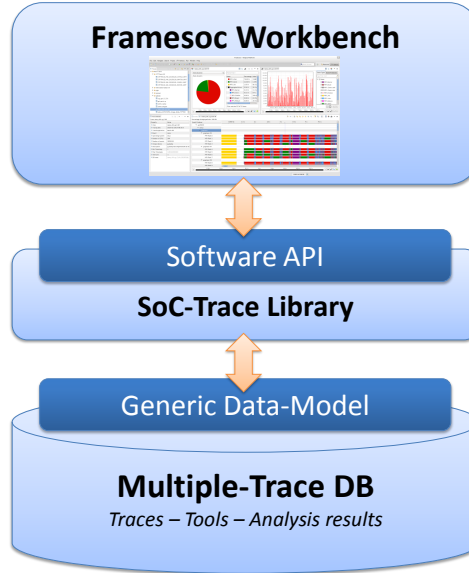 Framesoc Workbench
Software API
SoC-Trace Library
Generic Data-Model
Multiple-Trace DB
Traces – Tools – Analysis results